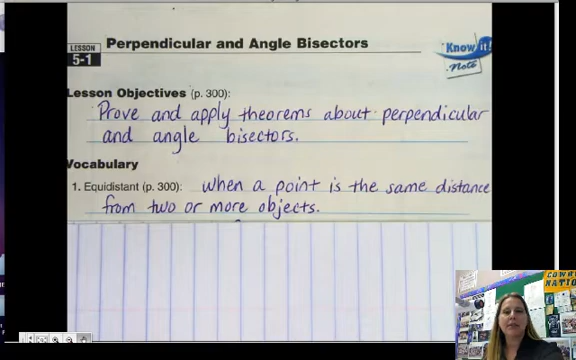 LESSON
5-1
Perpendicular and Angle Bisectors
Know it!
Note
Lesson Objectives (p. 300):
Prove and apply theorems about perpendicular
and angle bisectors.
Vocabulary
1. Equidistant (p. 300): when a point is the same distance
from two or more objects.